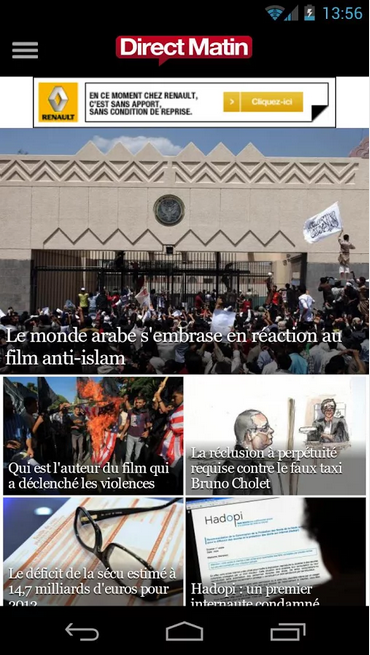 13:56
Direct Matin
EN CE MOMENT CHEZ RENAULT,
C'EST SANS APPORT,
SANS CONDITION DE REPRISE.
Cliquez-ici
RENAULT
Le monde arabe s'embrase en réaction au
film anti-islam
Qui est l'auteur du film qui
a déclenché les violences
La réclusion à perpétuité
requise contre le faux taxi
Bruno Cholet
Le déficit de la sécu estimé à
14,7 milliards d'euros pour
2013
Hadopi
Hadopi : un premier
internaute condamné